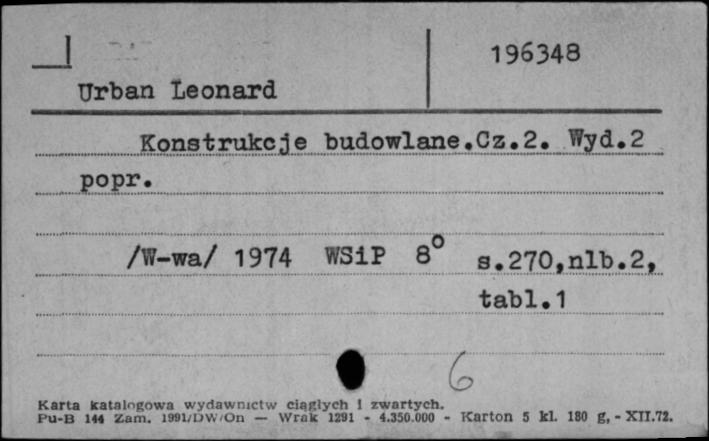 196348
Urban Leonard
Konstrukcje budowlane.Cz.2. Wyd.2
popr.
/W-wa/ 1974 WSiP 8° s.270,nlb.2,
tabl.1
6
Karta katalogowa wydawnictw ciągłych i zwartych.
Pu-B 144 Zam. 1991/DW/On — Wrak 1291 - 4.350.000 - Karton 5 kl. 180 g, - XII.72.